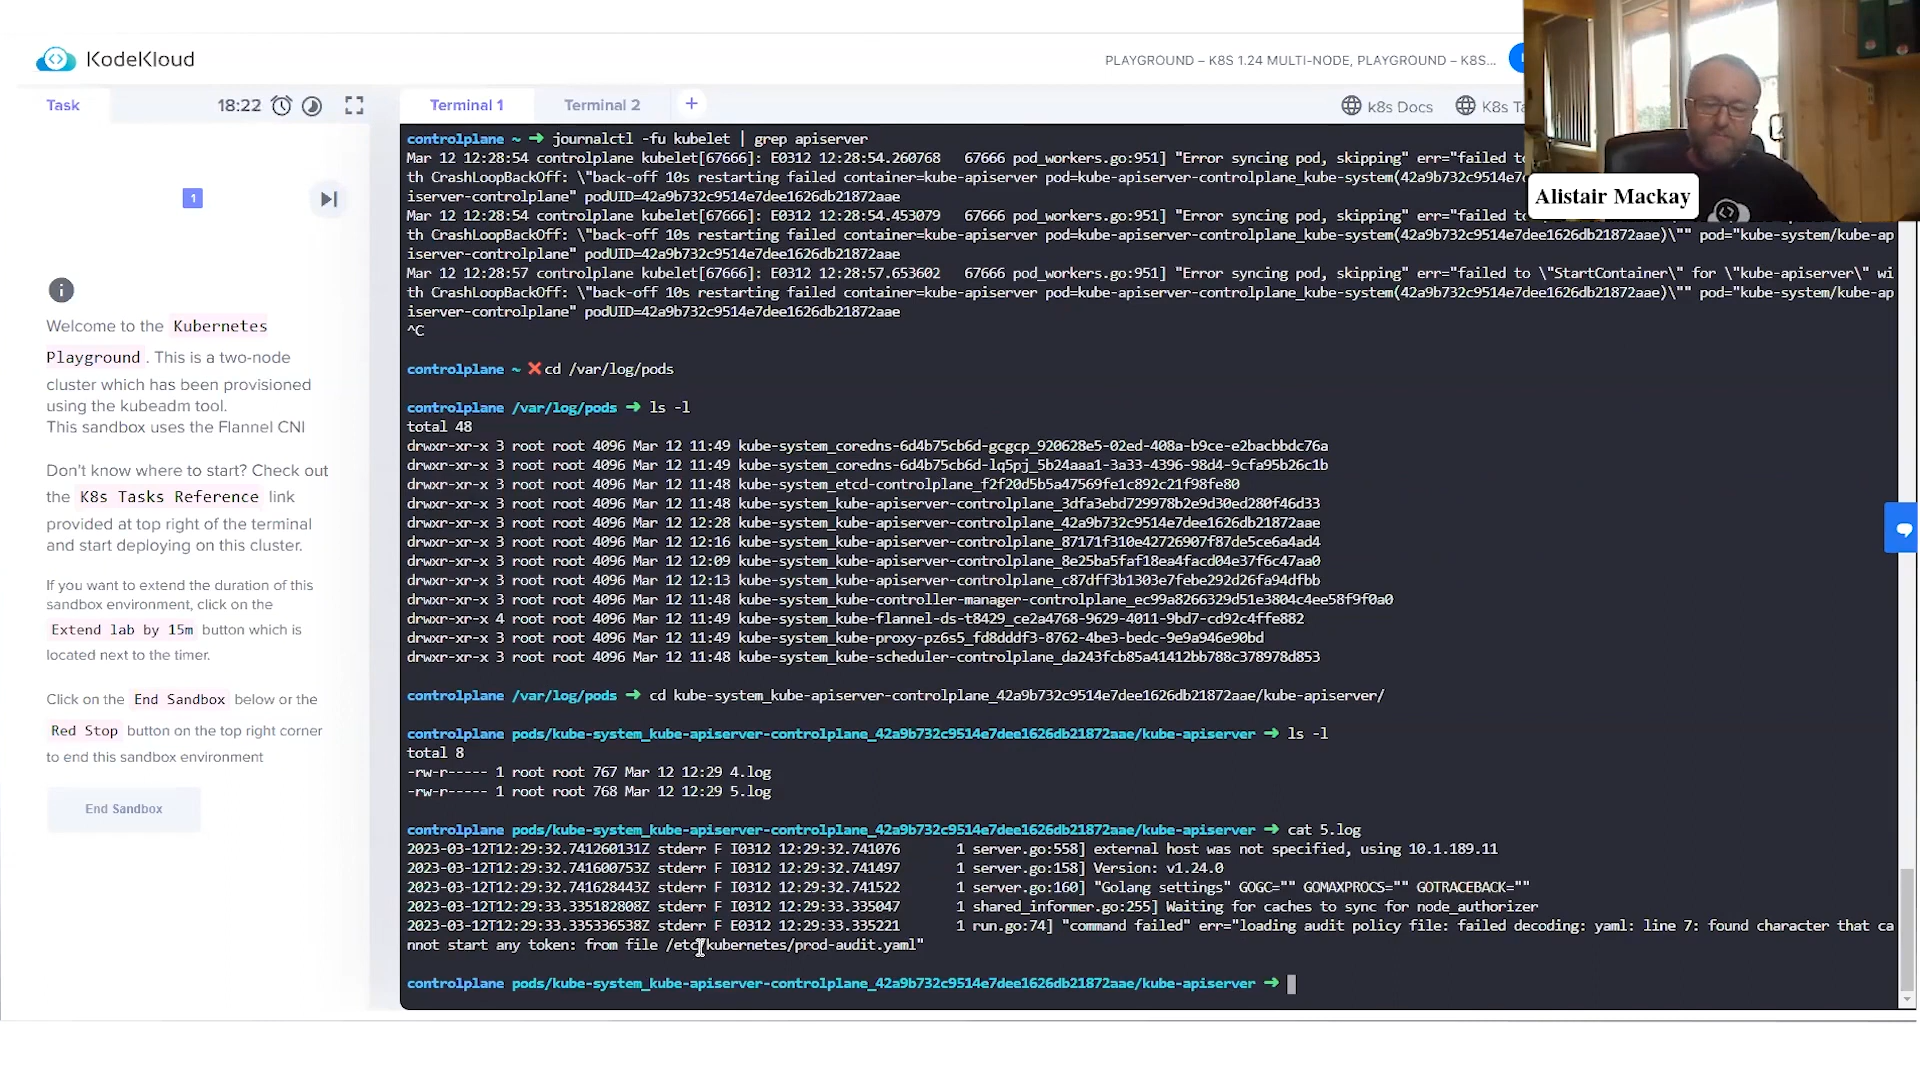 KodeKloud
PLAYGROUND – K8S 1.24 MULTI-NODE, PLAYGROUND – K8S...
Task
18:22
Terminal 1
Terminal 2
+
k8s Docs
K8s Ta
Alistair Mackay
1
Welcome to the Kubernetes
Playground . This is a two-node
cluster which has been provisioned
using the kubeadm tool.
This sandbox uses the Flannel CNI
Don't know where to start? Check out
the K8s Tasks Reference link
provided at top right of the terminal
and start deploying on this cluster.
If you want to extend the duration of this
sandbox environment, click on the
Extend lab by 15m button which is
located next to the timer.
Click on the End Sandbox below or the
Red Stop button on the top right corner
to end this sandbox environment
End Sandbox
controlplane ~ ➜ journalctl -fu kubelet | grep apiserver
Mar 12 12:28:54 controlplane kubelet[67666]: E0312 12:28:54.260768   67666 pod_workers.go:951] "Error syncing pod, skipping" err="failed to
th CrashLoopBackOff: \"back-off 10s restarting failed container=kube-apiserver pod=kube-apiserver-controlplane_kube-system(42a9b732c9514e7d
iserver-controlplane" podUID=42a9b732c9514e7dee1626db21872aae
Mar 12 12:28:54 controlplane kubelet[67666]: E0312 12:28:54.453079   67666 pod_workers.go:951] "Error syncing pod, skipping" err="failed to
th CrashLoopBackOff: \"back-off 10s restarting failed container=kube-apiserver pod=kube-apiserver-controlplane_kube-system(42a9b732c9514e7dee1626db21872aae)\"" pod="kube-system/kube-ap
iserver-controlplane" podUID=42a9b732c9514e7dee1626db21872aae
Mar 12 12:28:57 controlplane kubelet[67666]: E0312 12:28:57.653602   67666 pod_workers.go:951] "Error syncing pod, skipping" err="failed to \"StartContainer\" for \"kube-apiserver\" wi
th CrashLoopBackOff: \"back-off 10s restarting failed container=kube-apiserver pod=kube-apiserver-controlplane_kube-system(42a9b732c9514e7dee1626db21872aae)\"" pod="kube-system/kube-ap
iserver-controlplane" podUID=42a9b732c9514e7dee1626db21872aae
^C
controlplane ~ ✖ cd /var/log/pods
controlplane /var/log/pods ➜ ls -l
total 48
drwxr-xr-x 3 root root 4096 Mar 12 11:49 kube-system_coredns-6d4b75cb6d-gcgcp_920628e5-02ed-408a-b9ce-e2bacbbdc76a
drwxr-xr-x 3 root root 4096 Mar 12 11:49 kube-system_coredns-6d4b75cb6d-lq5pj_5b24aaa1-3a33-4396-98d4-9cfa95b26c1b
drwxr-xr-x 3 root root 4096 Mar 12 11:48 kube-system_etcd-controlplane_f2f20d5b5a47569fe1c892c21f98fe80
drwxr-xr-x 3 root root 4096 Mar 12 11:48 kube-system_kube-apiserver-controlplane_3dfa3ebd729978b2e9d30ed280f46d33
drwxr-xr-x 3 root root 4096 Mar 12 12:28 kube-system_kube-apiserver-controlplane_42a9b732c9514e7dee1626db21872aae
drwxr-xr-x 3 root root 4096 Mar 12 12:16 kube-system_kube-apiserver-controlplane_87171f310e42726907f87de5ce6a4ad4
drwxr-xr-x 3 root root 4096 Mar 12 12:09 kube-system_kube-apiserver-controlplane_8e25ba5faf18ea4facd04e37f6c47aa0
drwxr-xr-x 3 root root 4096 Mar 12 12:13 kube-system_kube-apiserver-controlplane_c87dff3b1303e7febe292d26fa94dfbb
drwxr-xr-x 3 root root 4096 Mar 12 11:48 kube-system_kube-controller-manager-controlplane_ec99a8266329d51e3804c4ee58f9f0a0
drwxr-xr-x 4 root root 4096 Mar 12 11:49 kube-system_kube-flannel-ds-t8429_ce2a4768-9629-4011-9bd7-cd92c4ffe882
drwxr-xr-x 3 root root 4096 Mar 12 11:49 kube-system_kube-proxy-pz6s5_fd8dddf3-8762-4be3-bedc-9e9a946e90bd
drwxr-xr-x 3 root root 4096 Mar 12 11:48 kube-system_kube-scheduler-controlplane_da243fcb85a41412bb788c378978d853
controlplane /var/log/pods ➜ cd kube-system_kube-apiserver-controlplane_42a9b732c9514e7dee1626db21872aae/kube-apiserver/
controlplane pods/kube-system_kube-apiserver-controlplane_42a9b732c9514e7dee1626db21872aae/kube-apiserver ➜ ls -l
total 8
-rw-r----- 1 root root 767 Mar 12 12:29 4.log
-rw-r----- 1 root root 768 Mar 12 12:29 5.log
controlplane pods/kube-system_kube-apiserver-controlplane_42a9b732c9514e7dee1626db21872aae/kube-apiserver ➜ cat 5.log
2023-03-12T12:29:32.741260131Z stderr F I0312 12:29:32.741076       1 server.go:558] external host was not specified, using 10.1.189.11
2023-03-12T12:29:32.741600753Z stderr F I0312 12:29:32.741497       1 server.go:158] Version: v1.24.0
2023-03-12T12:29:32.741628443Z stderr F I0312 12:29:32.741522       1 server.go:160] "Golang settings" GOGC="" GOMAXPROCS="" GOTRACEBACK=""
2023-03-12T12:29:33.335182808Z stderr F I0312 12:29:33.335047       1 shared_informer.go:255] Waiting for caches to sync for node_authorizer
2023-03-12T12:29:33.335336538Z stderr F E0312 12:29:33.335221       1 run.go:74] "command failed" err="loading audit policy file: failed decoding: yaml: line 7: found character that ca
nnot start any token: from file /etc/kubernetes/prod-audit.yaml"
controlplane pods/kube-system_kube-apiserver-controlplane_42a9b732c9514e7dee1626db21872aae/kube-apiserver ➜